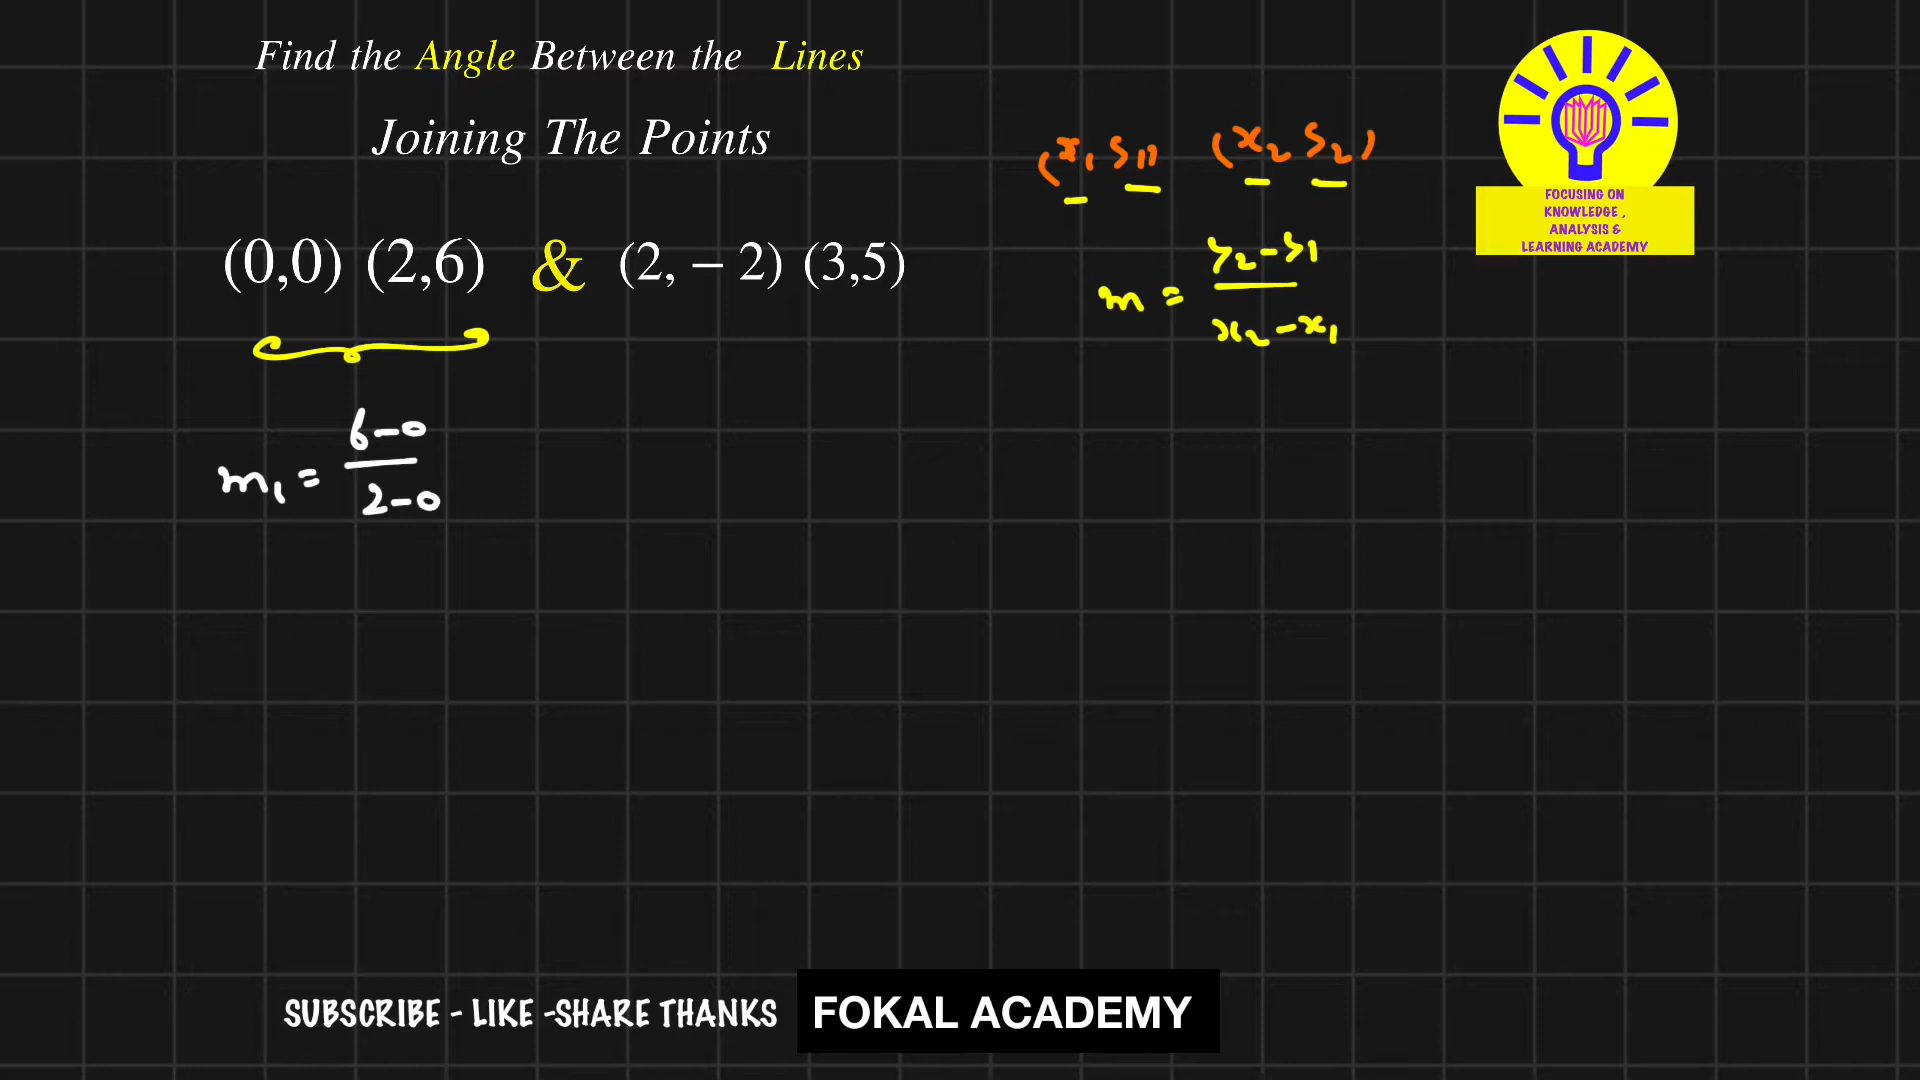 Find the Angle Between the Lines
Joining The Points
(0,0) (2,6) & (2, – 2) (3,5)
(x₁ y₁) (x₂ y₂)
m = y₂-y₁ / x₂-x₁
m₁ = 6-0 / 2-0
FOCUSING ON
KNOWLEDGE ,
ANALYSIS &
LEARNING ACADEMY
SUBSCRIBE - LIKE -SHARE THANKS
FOKAL ACADEMY